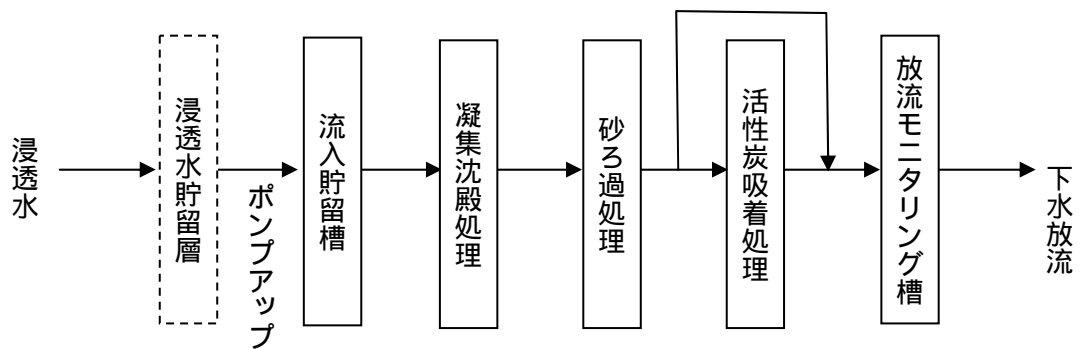 浸透水
浸透水貯留層
ポンプアップ
流入貯留槽
凝集沈殿処理
砂ろ過処理
活性炭吸着処理
放流モニタリング槽
下水放流